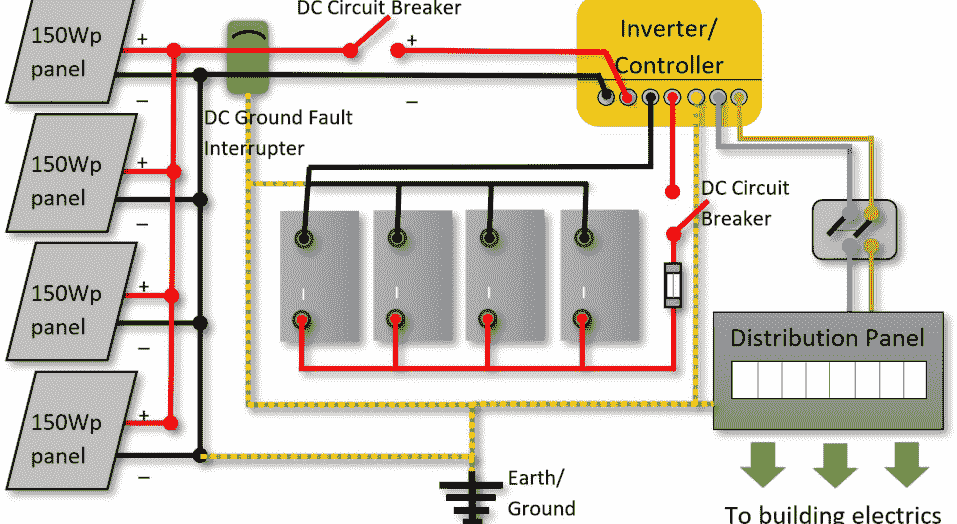 DC Circuit Breaker
150Wp
panel
+
−
+
−
Inverter/
Controller
DC Ground Fault
Interrupter
150Wp
panel
+
−
DC Circuit
Breaker
150Wp
panel
+
−
Distribution Panel
150Wp
panel
+
−
Earth/
Ground
To building electrics